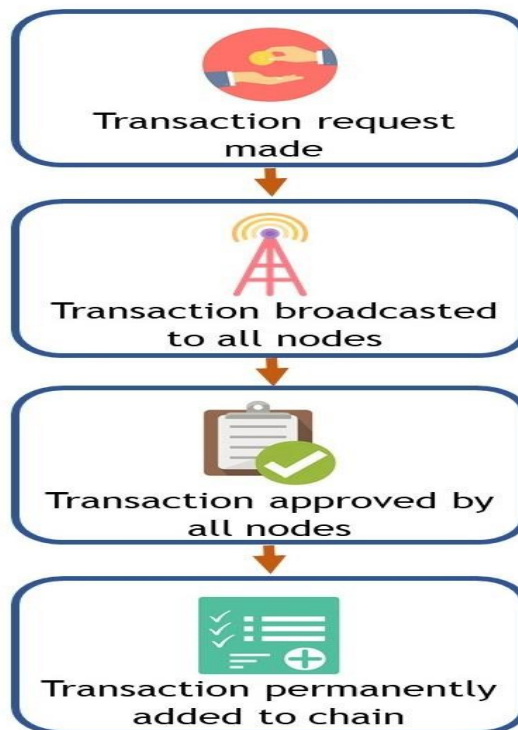 Transaction request
made
Transaction broadcasted
to all nodes
Transaction approved by
all nodes
Transaction permanently
added to chain